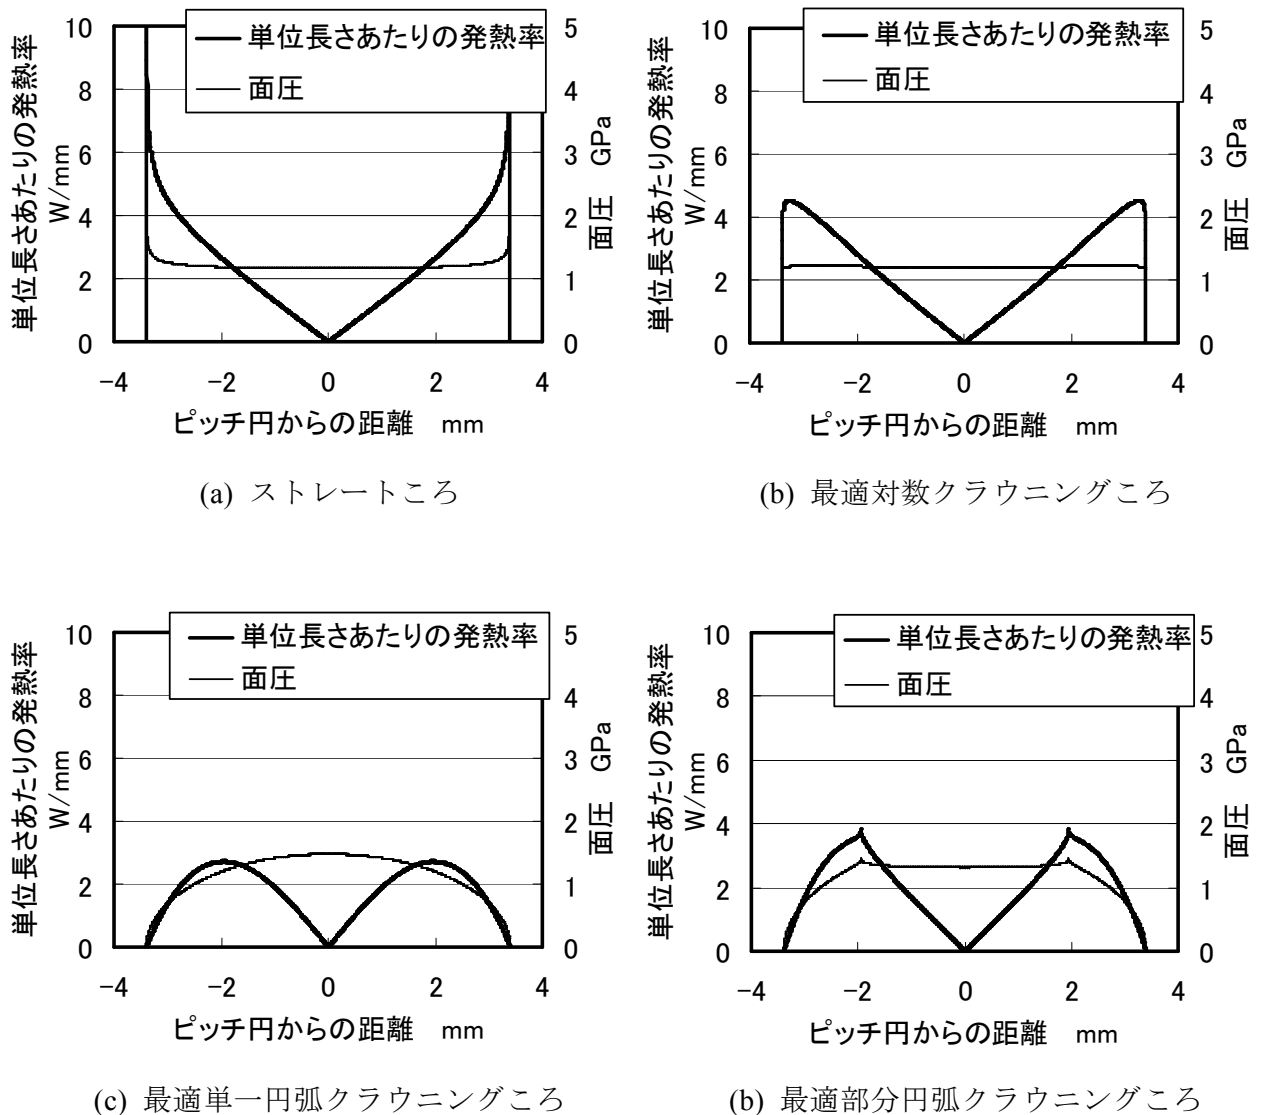 単位長さあたりの発熱率
面圧
10
8
6
4
2
0
5
4
3
2
1
0
−4
−2
0
2
4
単位長さあたりの発熱率
W/mm
面圧 GPa
ピッチ円からの距離 mm
(a) ストレートころ
単位長さあたりの発熱率
面圧
10
8
6
4
2
0
5
4
3
2
1
0
−4
−2
0
2
4
単位長さあたりの発熱率
W/mm
面圧 GPa
ピッチ円からの距離 mm
(b) 最適対数クラウニングころ
単位長さあたりの発熱率
面圧
10
8
6
4
2
0
5
4
3
2
1
0
−4
−2
0
2
4
単位長さあたりの発熱率
W/mm
面圧 GPa
ピッチ円からの距離 mm
(c) 最適単一円弧クラウニングころ
単位長さあたりの発熱率
面圧
10
8
6
4
2
0
5
4
3
2
1
0
−4
−2
0
2
4
単位長さあたりの発熱率
W/mm
面圧 GPa
ピッチ円からの距離 mm
(b) 最適部分円弧クラウニングころ